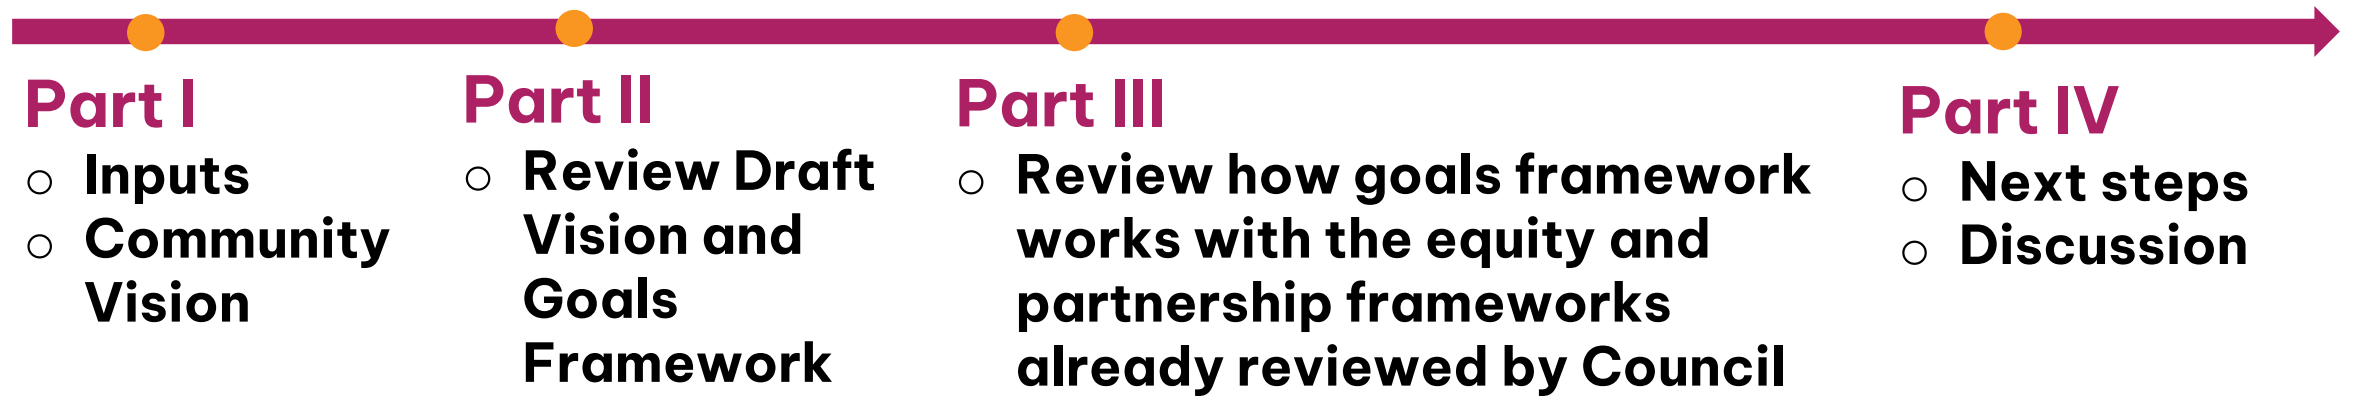 Part I
○ Inputs
○ Community
Vision
Part II
○ Review Draft
Vision and
Goals
Framework
Part III
○ Review how goals framework
works with the equity and
partnership frameworks
already reviewed by Council
Part IV
○ Next steps
○ Discussion